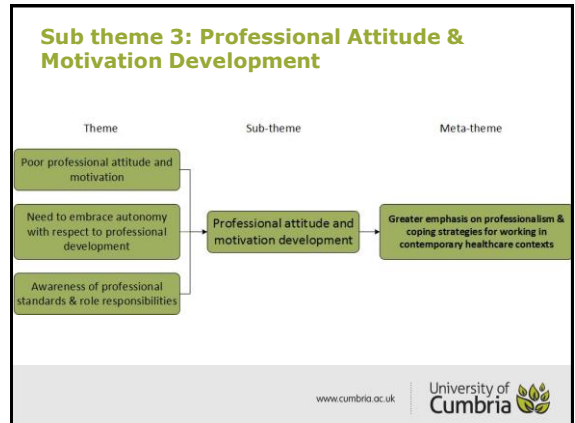 Sub theme 3: Professional Attitude &
Motivation Development
Theme
Sub-theme
Meta-theme
Poor professional attitude and
motivation
Need to embrace autonomy
with respect to professional
development
Awareness of professional
standards & role responsibilities
Professional attitude and
motivation development
Greater emphasis on professionalism &
coping strategies for working in
contemporary healthcare contexts
www.cumbria.ac.uk
University of
Cumbria